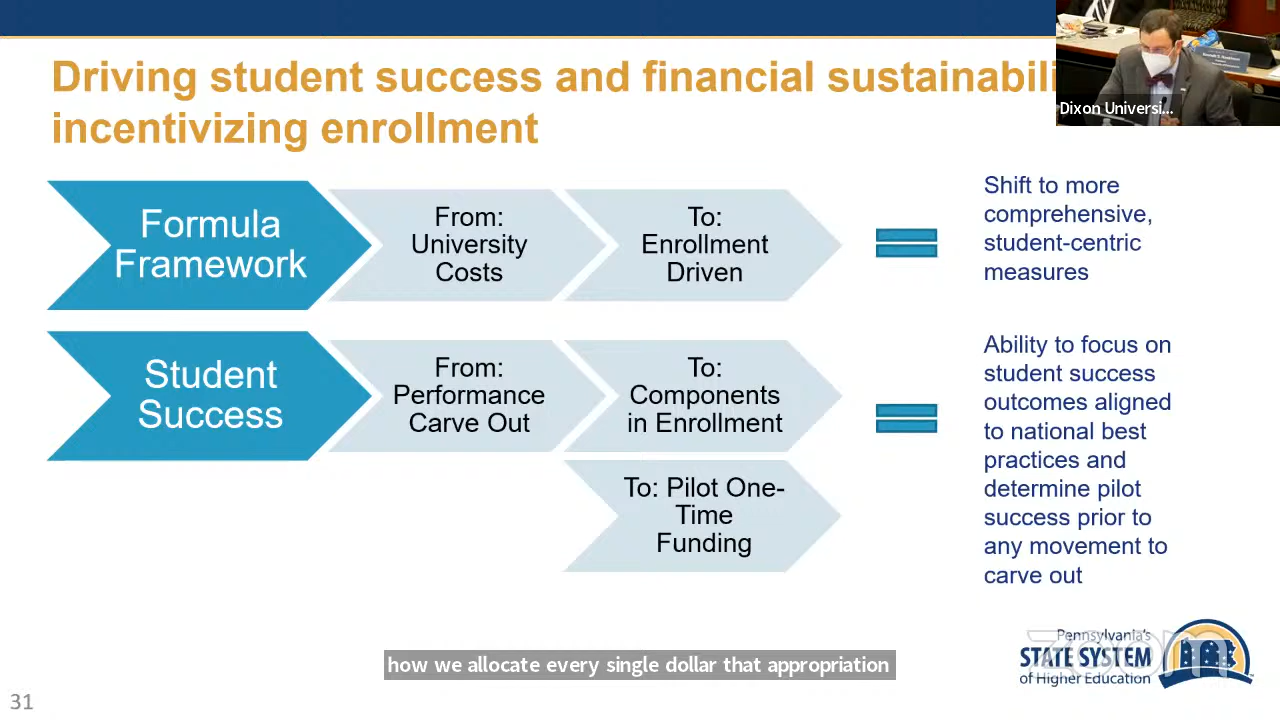 Driving student success and financial sustainabili
incentivizing enrollment
Dixon Universi...
Formula
Framework
From:
University
Costs
To:
Enrollment
Driven
Shift to more
comprehensive,
student-centric
measures
Student
Success
From:
Performance
Carve Out
To:
Components
in Enrollment
To: Pilot One-
Time
Funding
Ability to focus on
student success
outcomes aligned
to national best
practices and
determine pilot
success prior to
any movement to
carve out
how we allocate every single dollar that appropriation
zoom
Pennsylvania's
STATE SYSTEM
of Higher Education
31